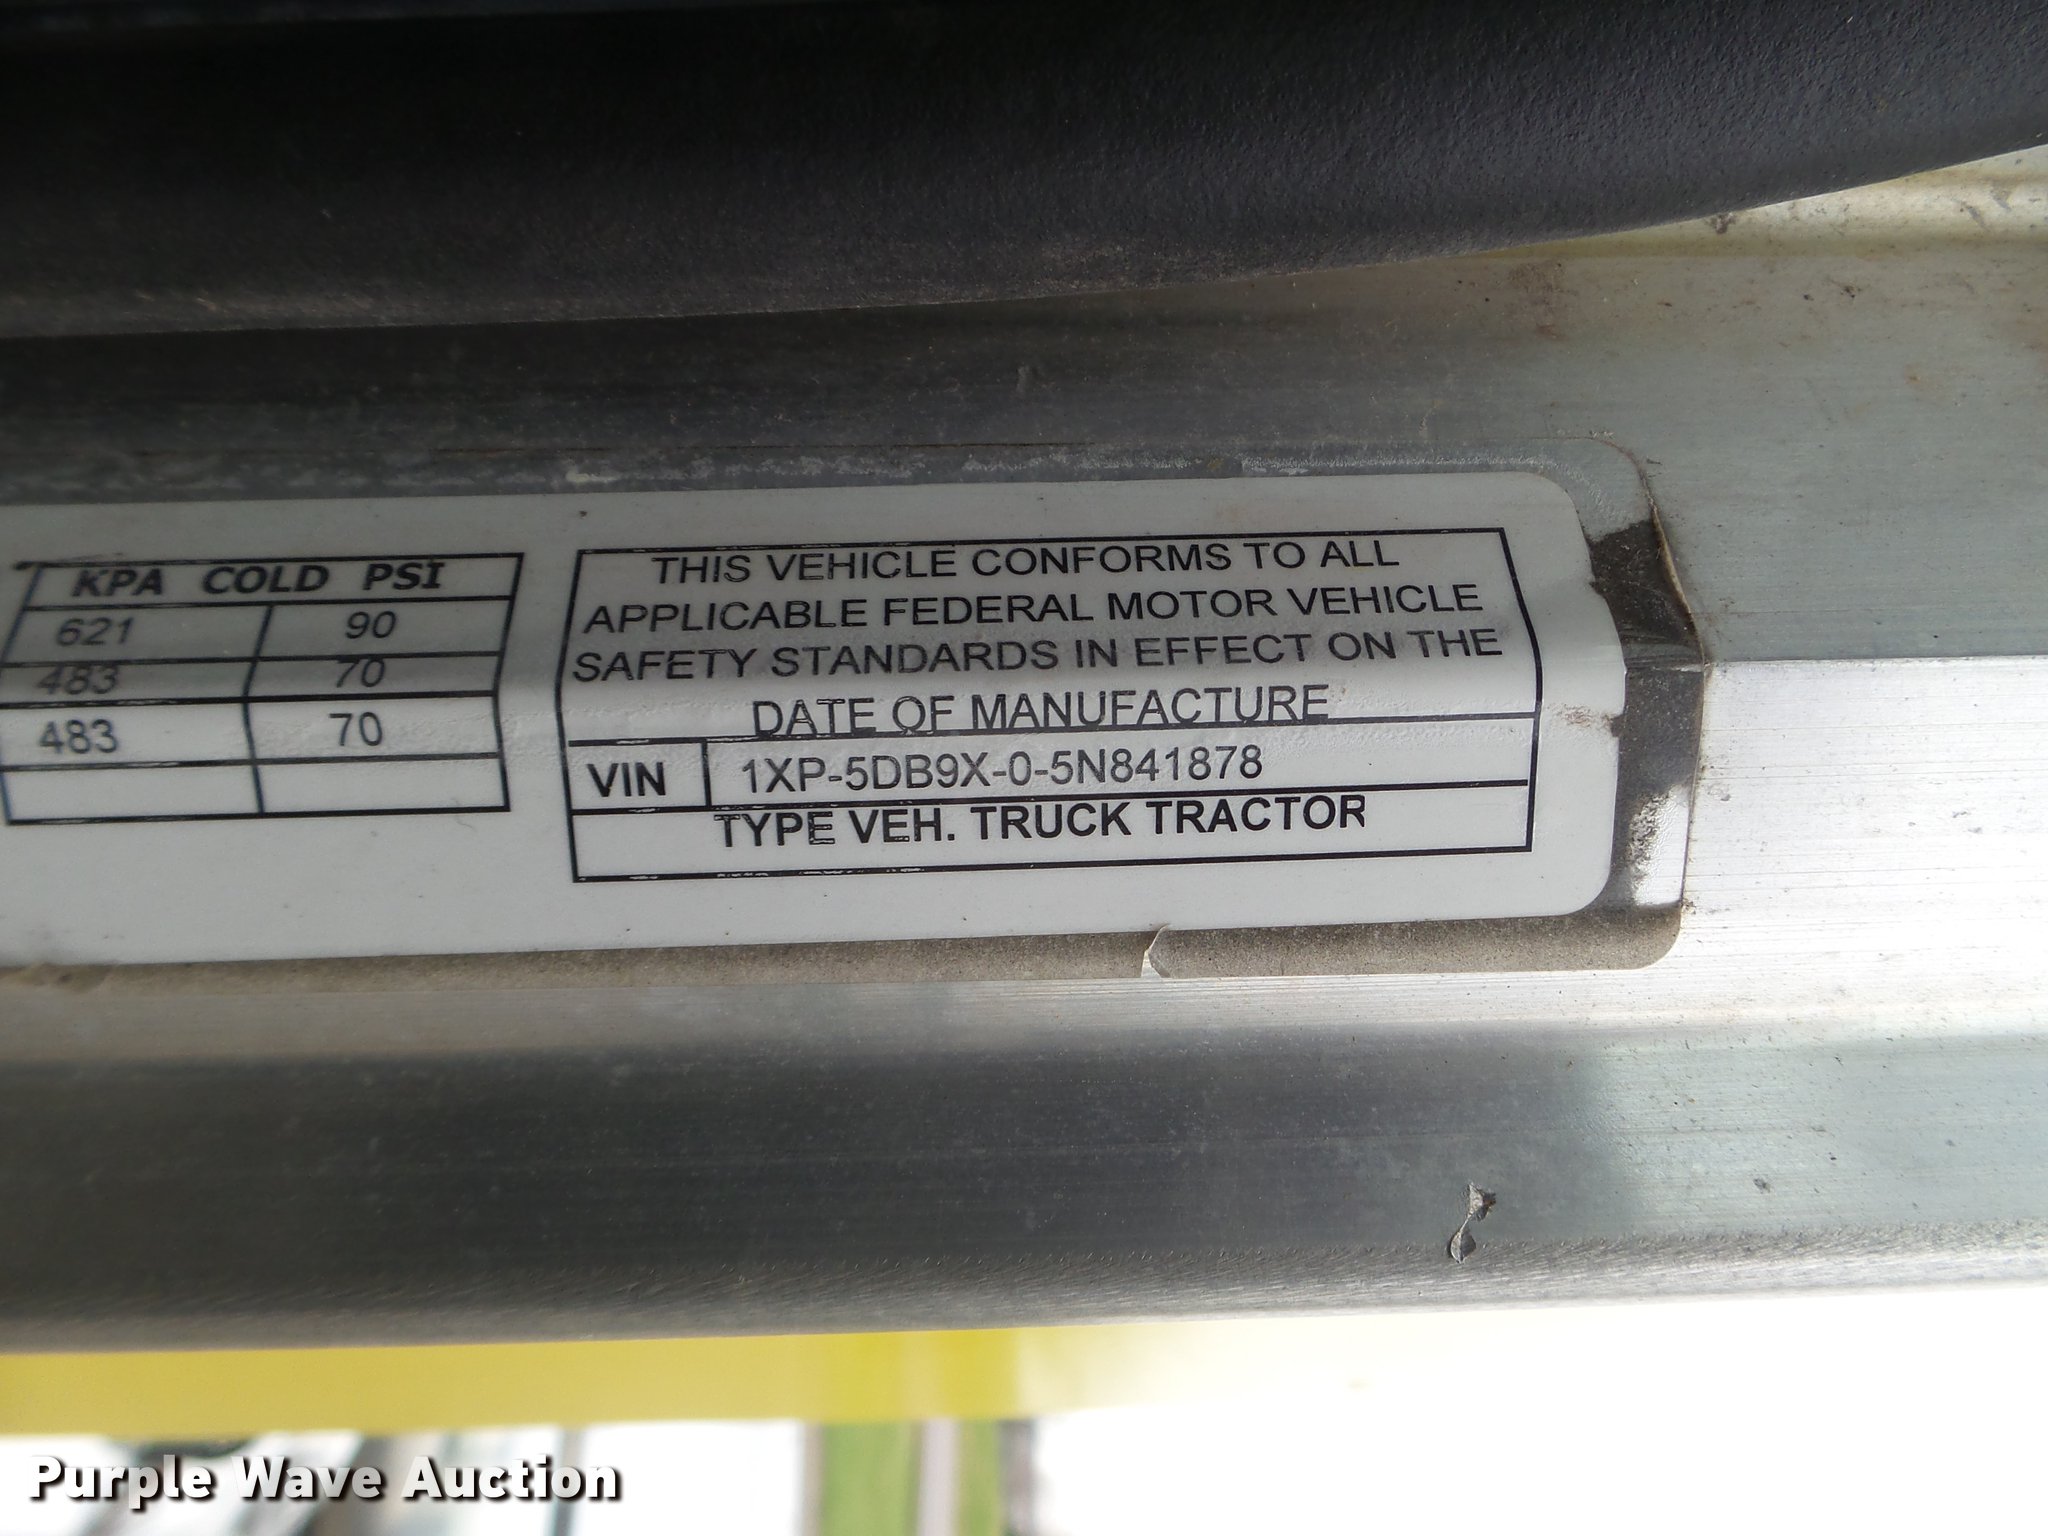 KPA COLD PSI
621 90
483 70
483 70
THIS VEHICLE CONFORMS TO ALL
APPLICABLE FEDERAL MOTOR VEHICLE
SAFETY STANDARDS IN EFFECT ON THE
DATE OF MANUFACTURE
VIN 1XP-5DB9X-0-5N841878
TYPE VEH. TRUCK TRACTOR
Purple Wave Auction